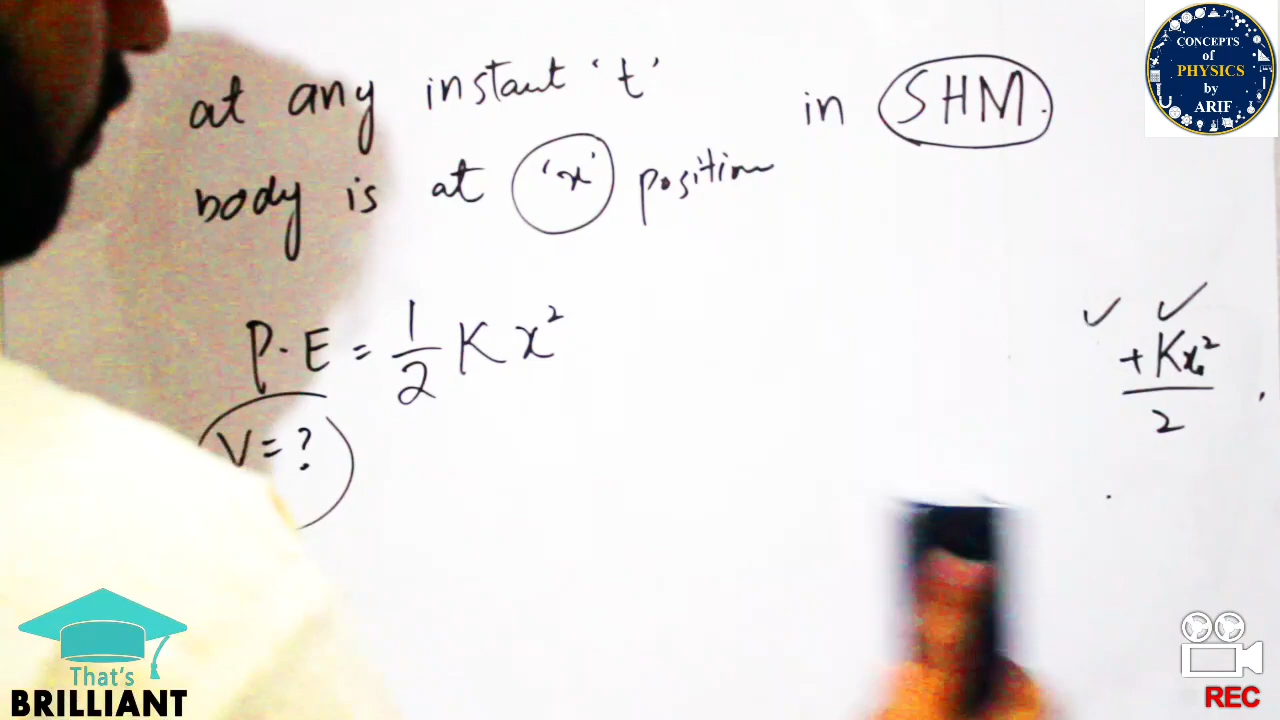 at any instant 't'
in SHM.
body is at 'x' position
P.E = 1/2 K x²
V = ?
✓ ✓
+ Kx₀²
2
CONCEPTS
of
PHYSICS
by
ARIF
That's
BRILLIANT
REC